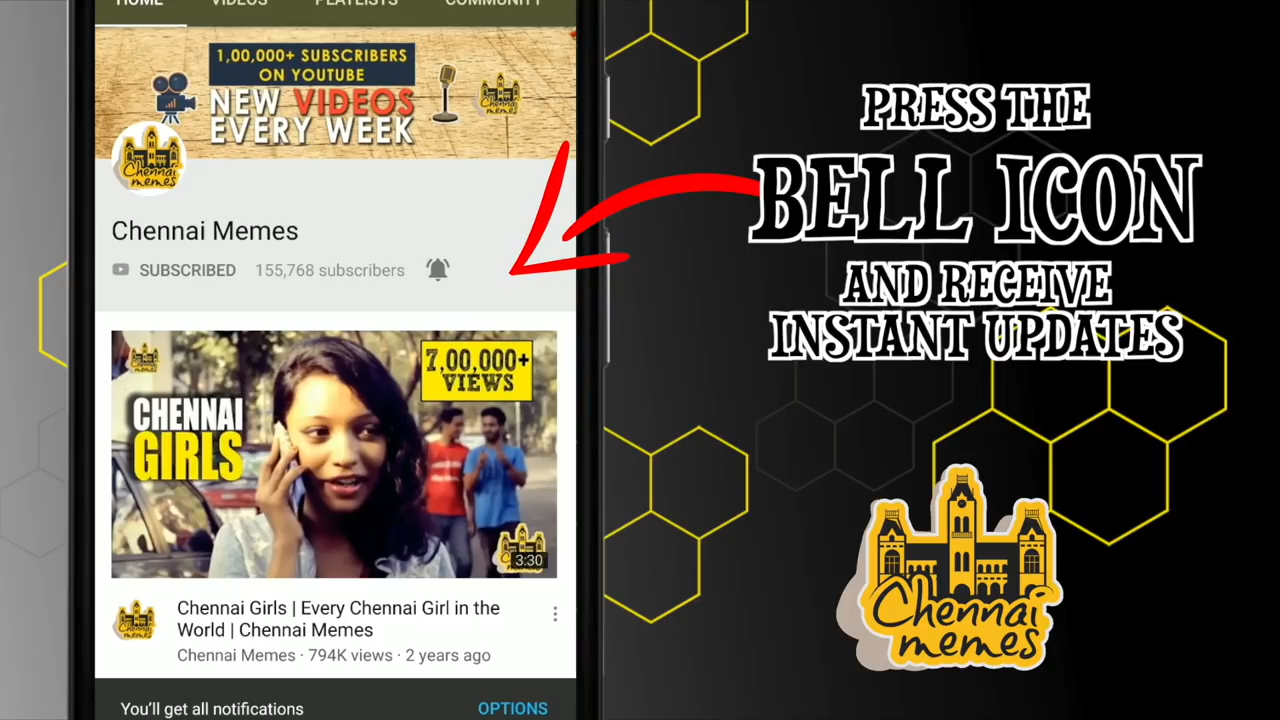 HOME VIDEOS PLAYLISTS COMMUNITY
1,00,000+ SUBSCRIBERS
ON YOUTUBE
NEW VIDEOS
EVERY WEEK
Chennai
memes
Chennai
memes
Chennai Memes
SUBSCRIBED 155,768 subscribers
7,00,000+
VIEWS
CHENNAI
GIRLS
3:30
Chennai Girls | Every Chennai Girl in the
World | Chennai Memes
Chennai Memes · 794K views · 2 years ago
You'll get all notifications OPTIONS
PRESS THE
BELL ICON
AND RECEIVE
INSTANT UPDATES
Chennai
memes